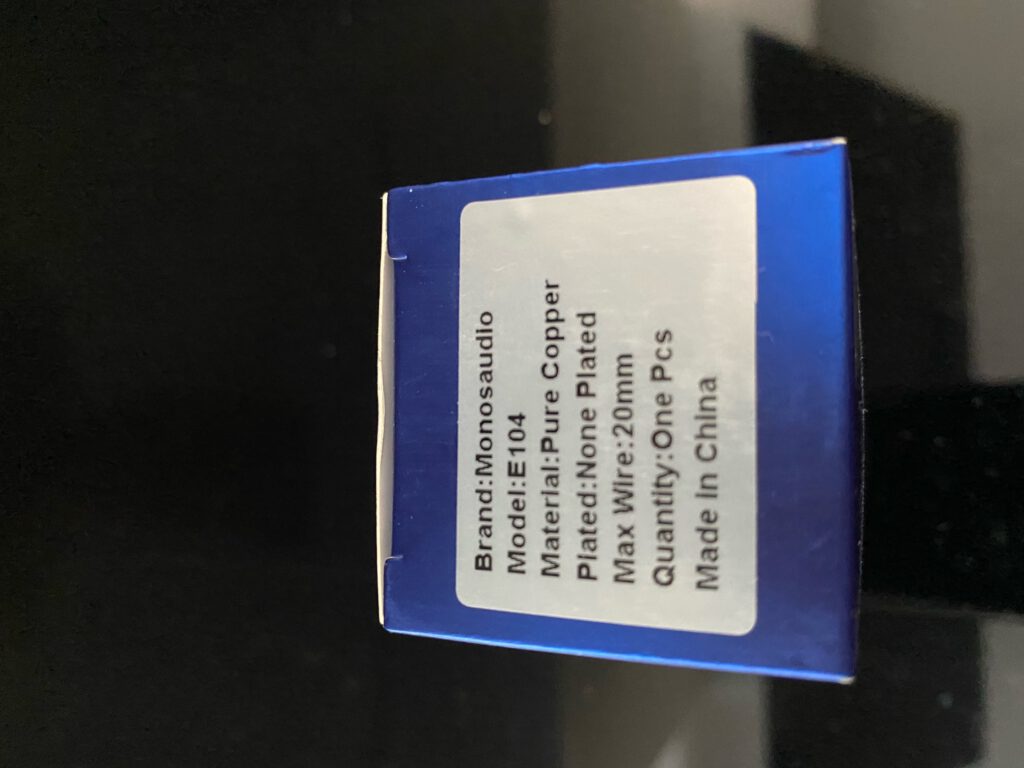 Brand:Monosaudio
Model:E104
Material:Pure Copper
Plated:None Plated
Max Wire:20mm
Quantity:One Pcs
Made In China